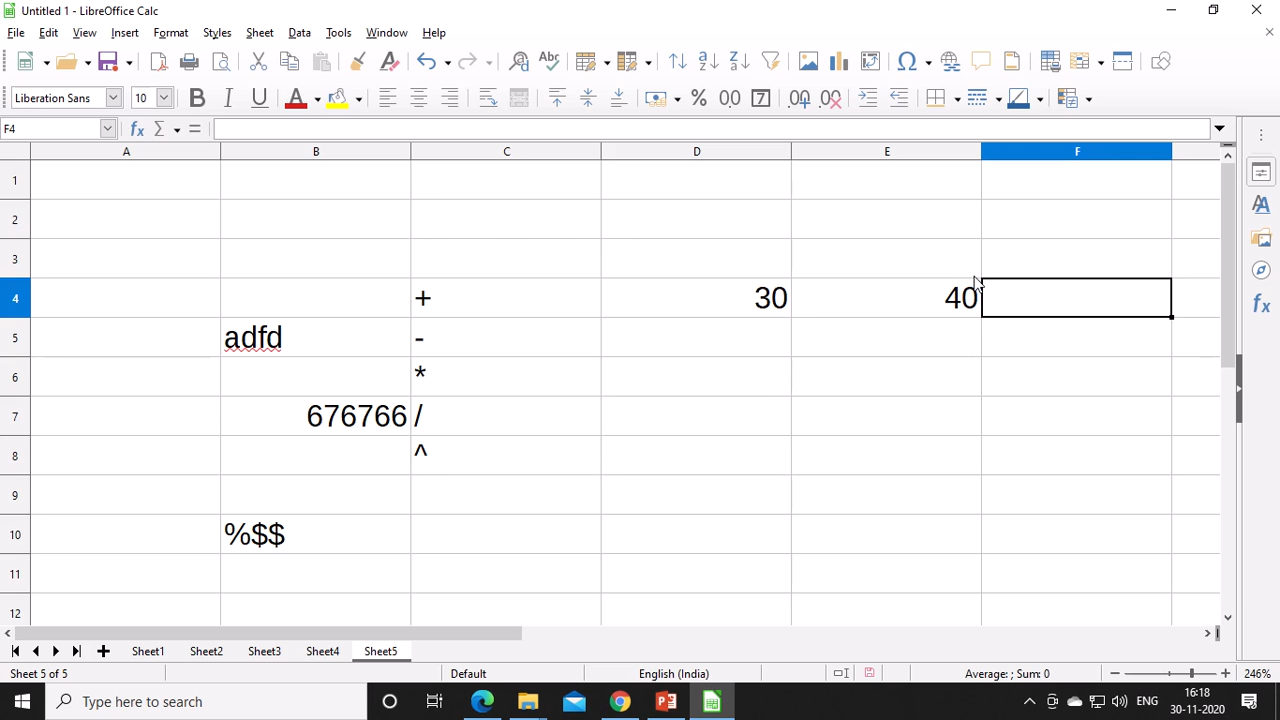 Untitled 1 - LibreOffice Calc
File Edit View Insert Format Styles Sheet Data Tools Window Help
Liberation Sans 10
F4
A B C D E F
1
2
3
4 + 30 40
5 adfd -
6 *
7 676766 /
8 ^
9
10 %$$
11
12
Sheet1 Sheet2 Sheet3 Sheet4 Sheet5
Sheet 5 of 5 Default English (India) Average: ; Sum: 0 246%
Type here to search
ENG
16:18
30-11-2020